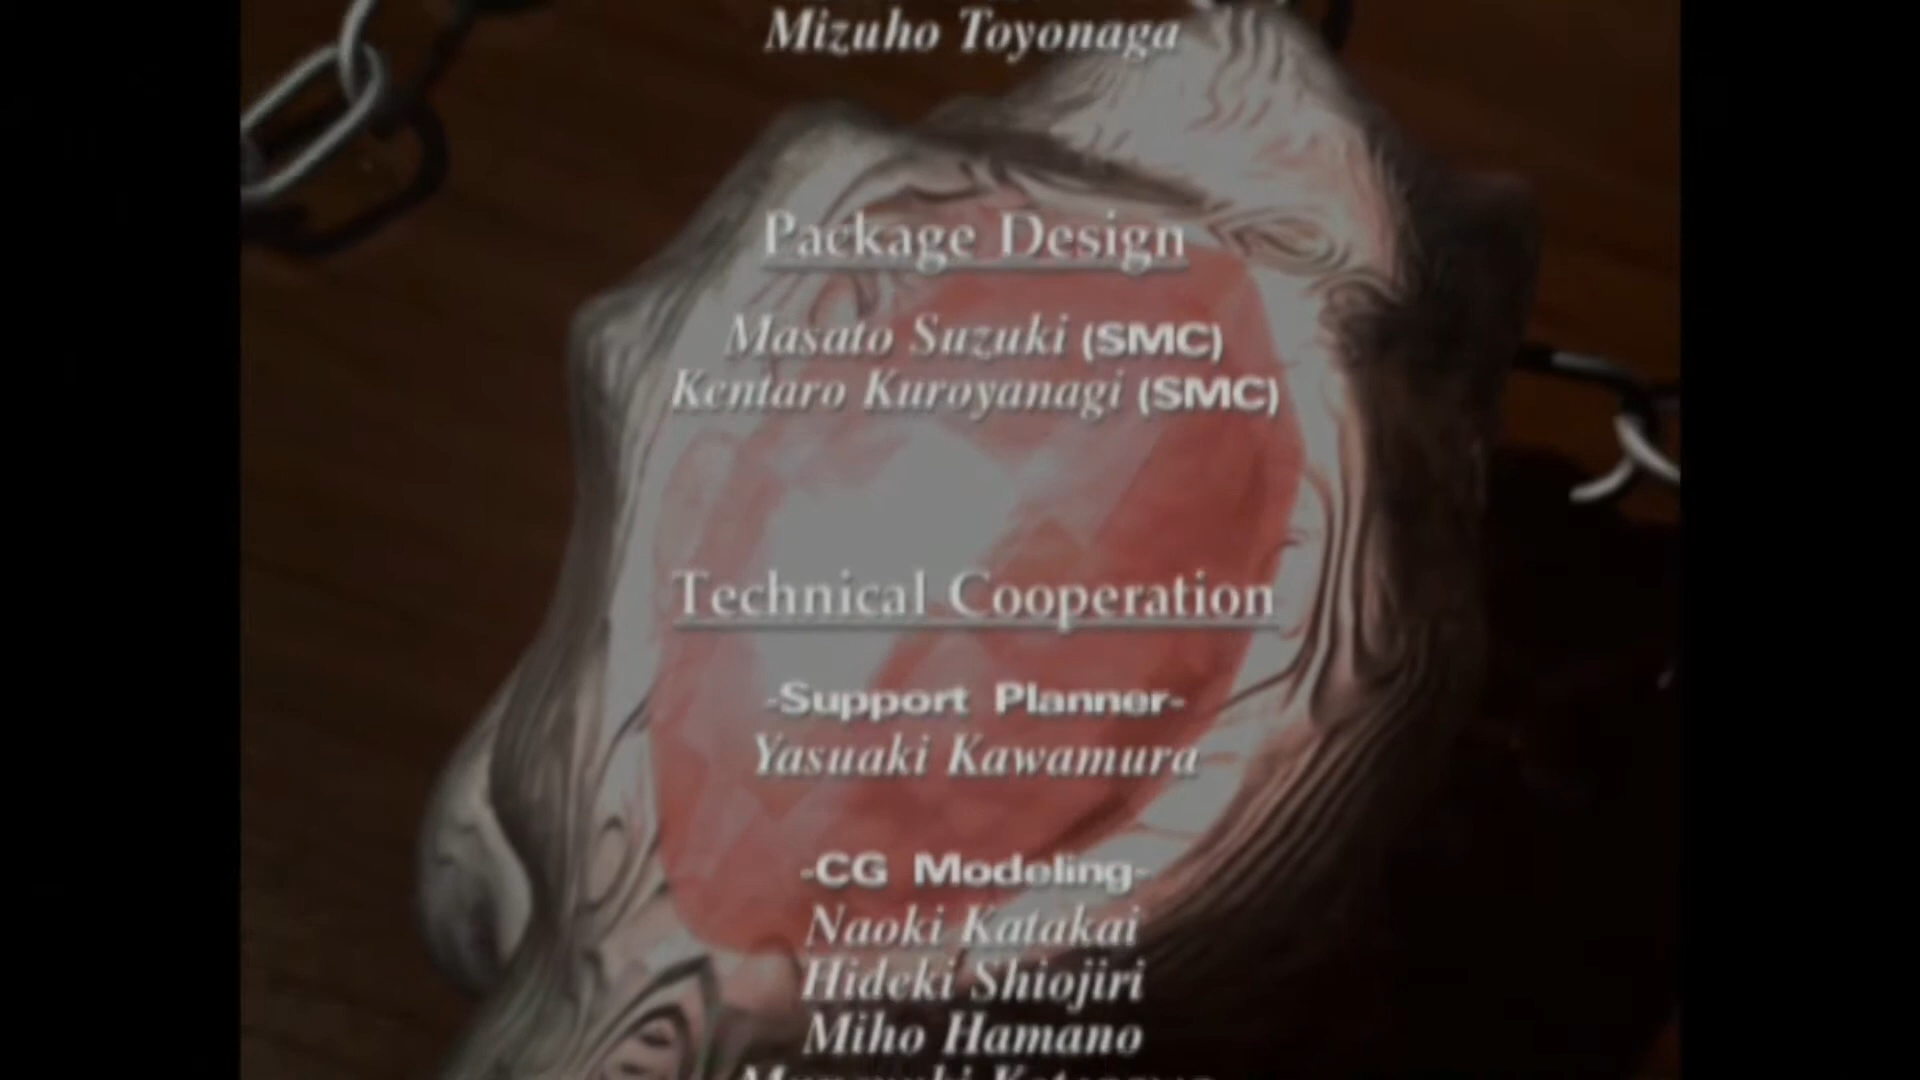 Mizuho Toyonaga
Package Design
Masato Suzuki (SMC)
Kentaro Kuroyanagi (SMC)
Technical Cooperation
-Support Planner-
Yasuaki Kawamura
-CG Modeling-
Naoki Katakai
Hideki Shiojiri
Miho Hamano